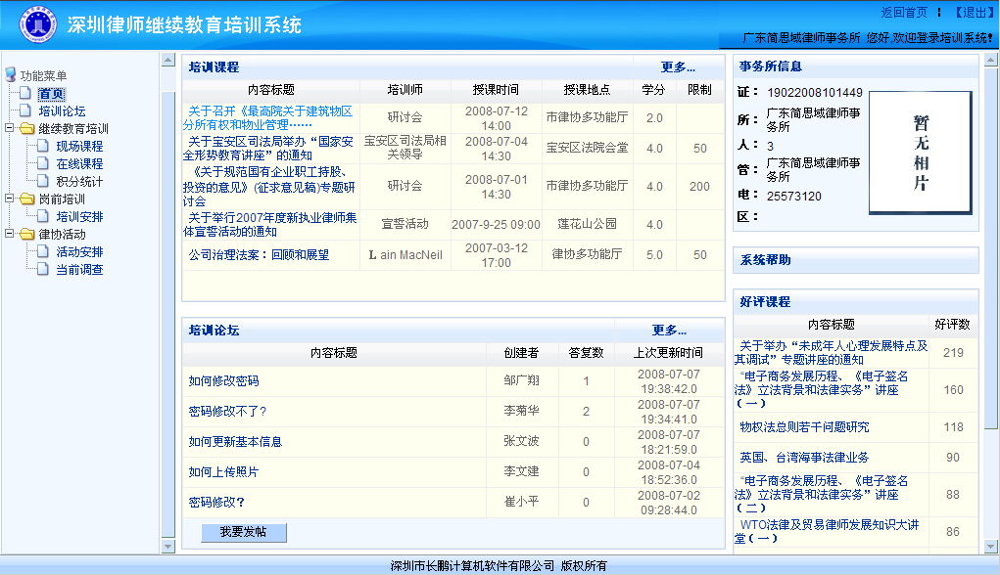 深圳律师继续教育培训系统
返回首页 ! 【退出】
广东简思域律师事务所 您好,欢迎登录培训系统!
功能菜单
首页
培训论坛
继续教育培训
现场课程
在线课程
积分统计
岗前培训
培训安排
律协活动
活动安排
当前调查
培训课程 更多...
内容标题 培训师 授课时间 授课地点 学分 限制
关于召开《最高院关于建筑物区分所有权和物业管理…… 研讨会 2008-07-12 14:00 市律协多功能厅 2.0
关于宝安区司法局举办“国家安全形势教育讲座”的通知 宝安区司法局相关领导 2008-07-04 14:30 宝安区法院会堂 4.0 50
《关于规范国有企业职工持股、投资的意见》(征求意见稿)专题研讨会 研讨会 2008-07-01 14:30 市律协多功能厅 4.0 200
关于举行2007年度新执业律师集体宣誓活动的通知 宣誓活动 2007-9-25 09:00 莲花山公园 4.0
公司治理法案：回顾和展望 L ain MacNeil 2007-03-12 17:00 律协多功能厅 5.0 50
培训论坛 更多...
内容标题 创建者 答复数 上次更新时间
如何修改密码 邹广翔 1 2008-07-07 19:38:42.0
密码修改不了? 李菊华 2 2008-07-07 19:34:41.0
如何更新基本信息 张文波 0 2008-07-07 18:21:59.0
如何上传照片 李文建 0 2008-07-04 18:52:36.0
密码修改? 崔小平 0 2008-07-02 09:28:44.0
我要发帖
事务所信息
证： 19022008101449
所： 广东简思域律师事务所
人： 3
管： 广东简思域律师事务所
电： 25573120
区：
暂无相片
系统帮助
好评课程
内容标题 好评数
关于举办“未成年人心理发展特点及其调试”专题讲座的通知 219
“电子商务发展历程、《电子签名法》立法背景和法律实务”讲座（一） 160
物权法总则若干问题研究 118
英国、台湾海事法律业务 90
“电子商务发展历程、《电子签名法》立法背景和法律实务”讲座（二） 88
WTO法律及贸易律师发展知识大讲堂（一） 86
深圳市长鹏计算机软件有限公司 版权所有